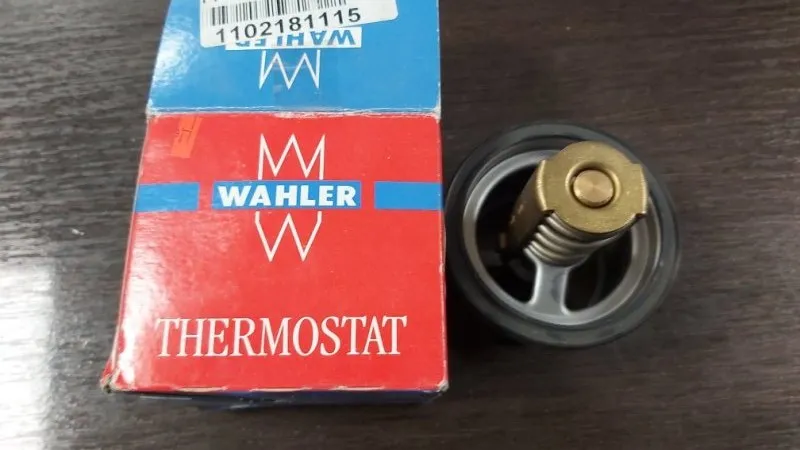 1102181115
WAHLER
WAHLER
THERMOSTAT